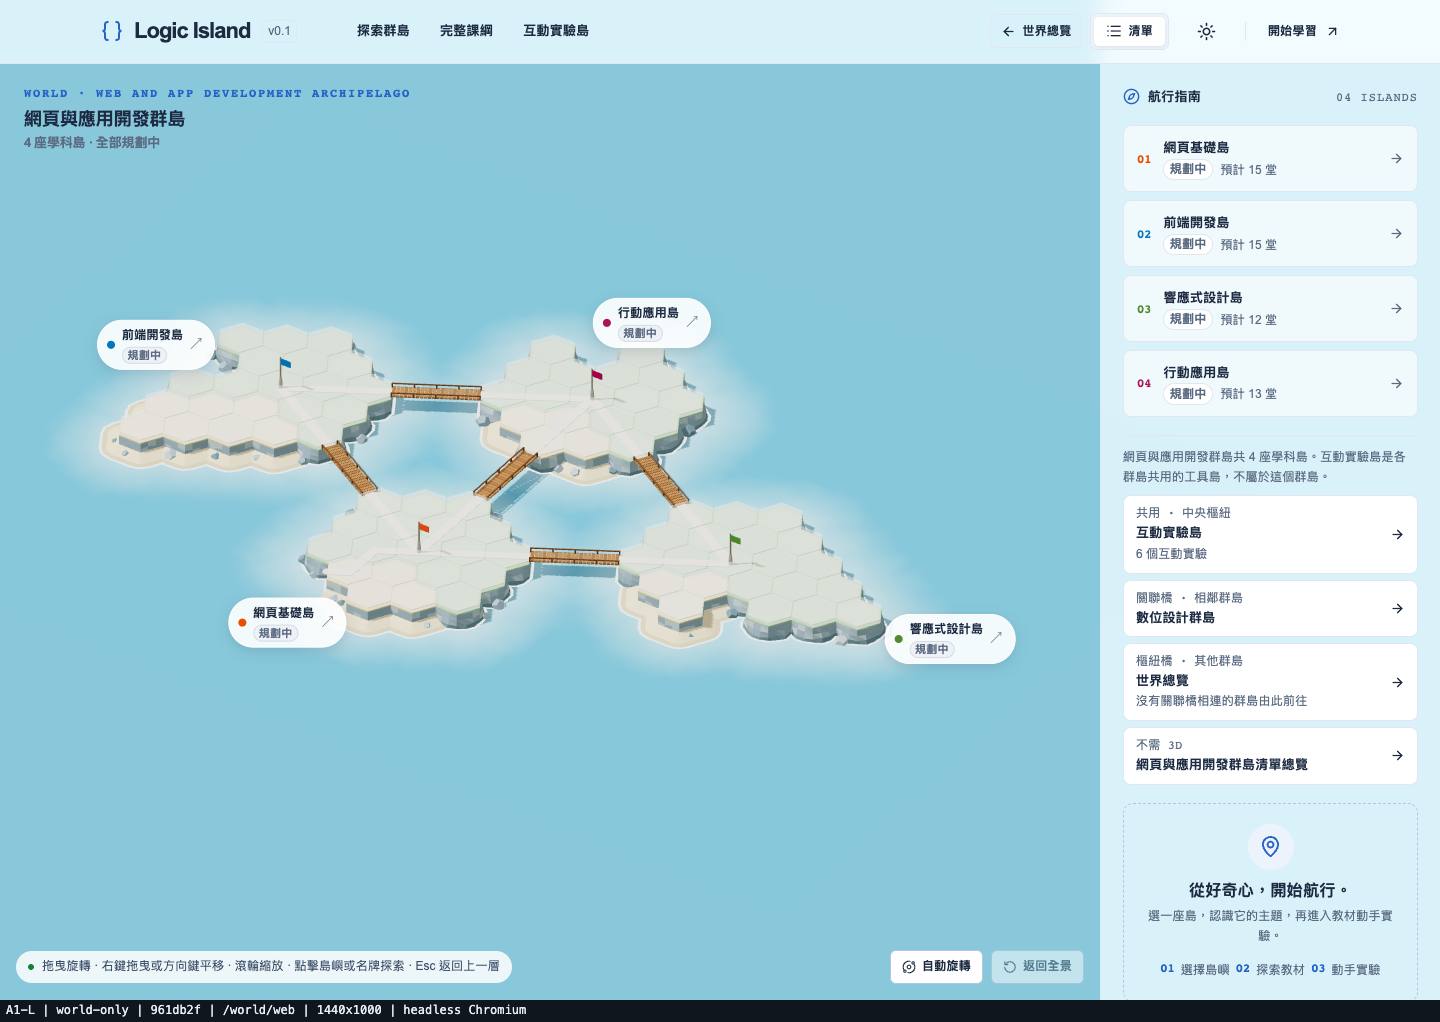 Logic Island v0.1 探索群島 完整課綱 互動實驗島 世界總覽 清單 開始學習
WORLD · WEB AND APP DEVELOPMENT ARCHIPELAGO
網頁與應用開發群島
4 座學科島 · 全部規劃中
前端開發島
規劃中
行動應用島
規劃中
網頁基礎島
規劃中
響應式設計島
規劃中
拖曳旋轉 · 右鍵拖曳或方向鍵平移 · 滾輪縮放 · 點擊島嶼或名牌探索 · Esc 返回上一層
自動旋轉
返回全景
航行指南 04 ISLANDS
01 網頁基礎島
規劃中 預計 15 堂
02 前端開發島
規劃中 預計 15 堂
03 響應式設計島
規劃中 預計 12 堂
04 行動應用島
規劃中 預計 13 堂
網頁與應用開發群島共 4 座學科島。互動實驗島是各
群島共用的工具島，不屬於這個群島。
共用 · 中央樞紐
互動實驗島
6 個互動實驗
關聯橋 · 相鄰群島
數位設計群島
樞紐橋 · 其他群島
世界總覽
沒有關聯橋相連的群島由此前往
不需 3D
網頁與應用開發群島清單總覽
從好奇心，開始航行。
選一座島，認識它的主題，再進入教材動手實
驗。
01 選擇島嶼 02 探索教材 03 動手實驗
A1-L | world-only | 961db2f | /world/web | 1440x1000 | headless Chromium